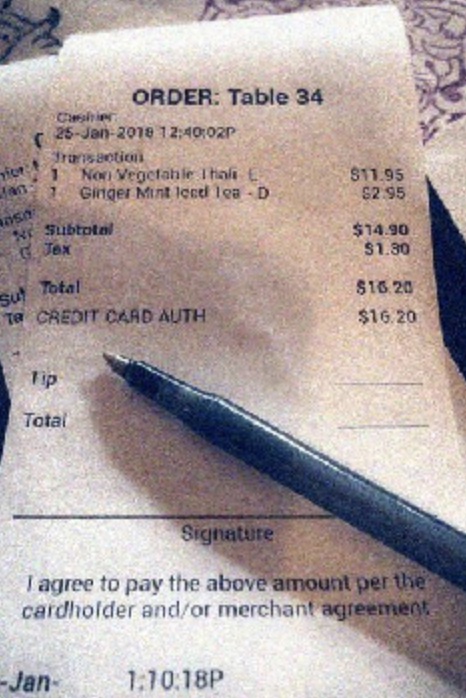 ORDER: Table 34
Cashier:
25-Jan-2018 12:40:02P
Transaction
1 Non Vegetable Thali - L $11.95
1 Ginger Mint Iced Tea - D $2.95
Subtotal $14.90
Tax $1.30
Total $16.20
CREDIT CARD AUTH $16.20
Tip
Total
Signature
I agree to pay the above amount per the
cardholder and/or merchant agreement.
-Jan- 1:10:18P